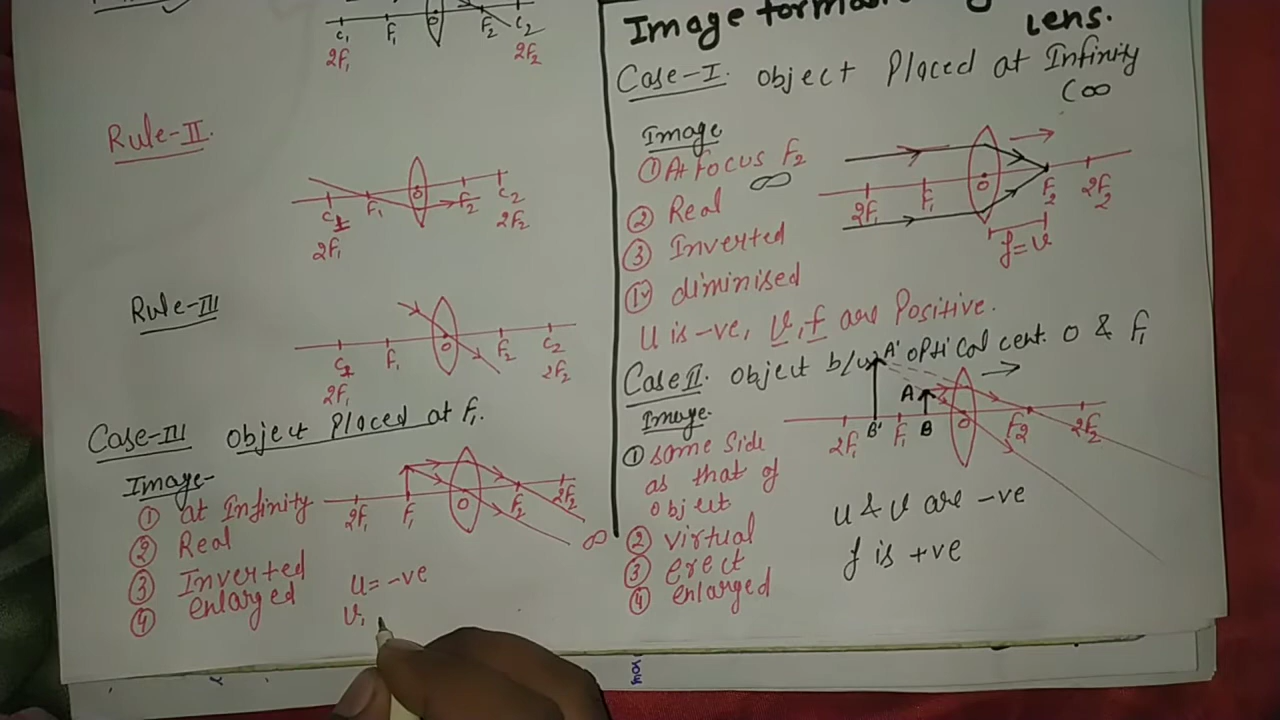 C₁ F₁ O F₂ C₂
2F₁ 2F₂
Rule-II.
O F₂ C₂
F₁ 2F₂
2F₁
Rule-III
O F₂ C₂
2F₂
2F₁
Case-III object Placed at F₁.
Image-
① at Infinity
② Real
③ Inverted
④ enlarged
2F₁ F₁ O F₂ 2F₂
∞
u = -ve
v,
Image
lens.
Case-I. object Placed at Infinity
(∞
Image
① At Focus F₂
∞
② Real
③ Inverted
④ diminised
2F₁ F₁ O F₂ 2F₂
f=v
u is -ve, v, f are Positive.
Case II. object b/w optical cent. O & F₁
Image-
① same side
as that of
object
② virtual
③ erect
④ enlarged
A' A
2F₁ B' F₁ B O F2 2F₂
u & v are -ve
f is +ve